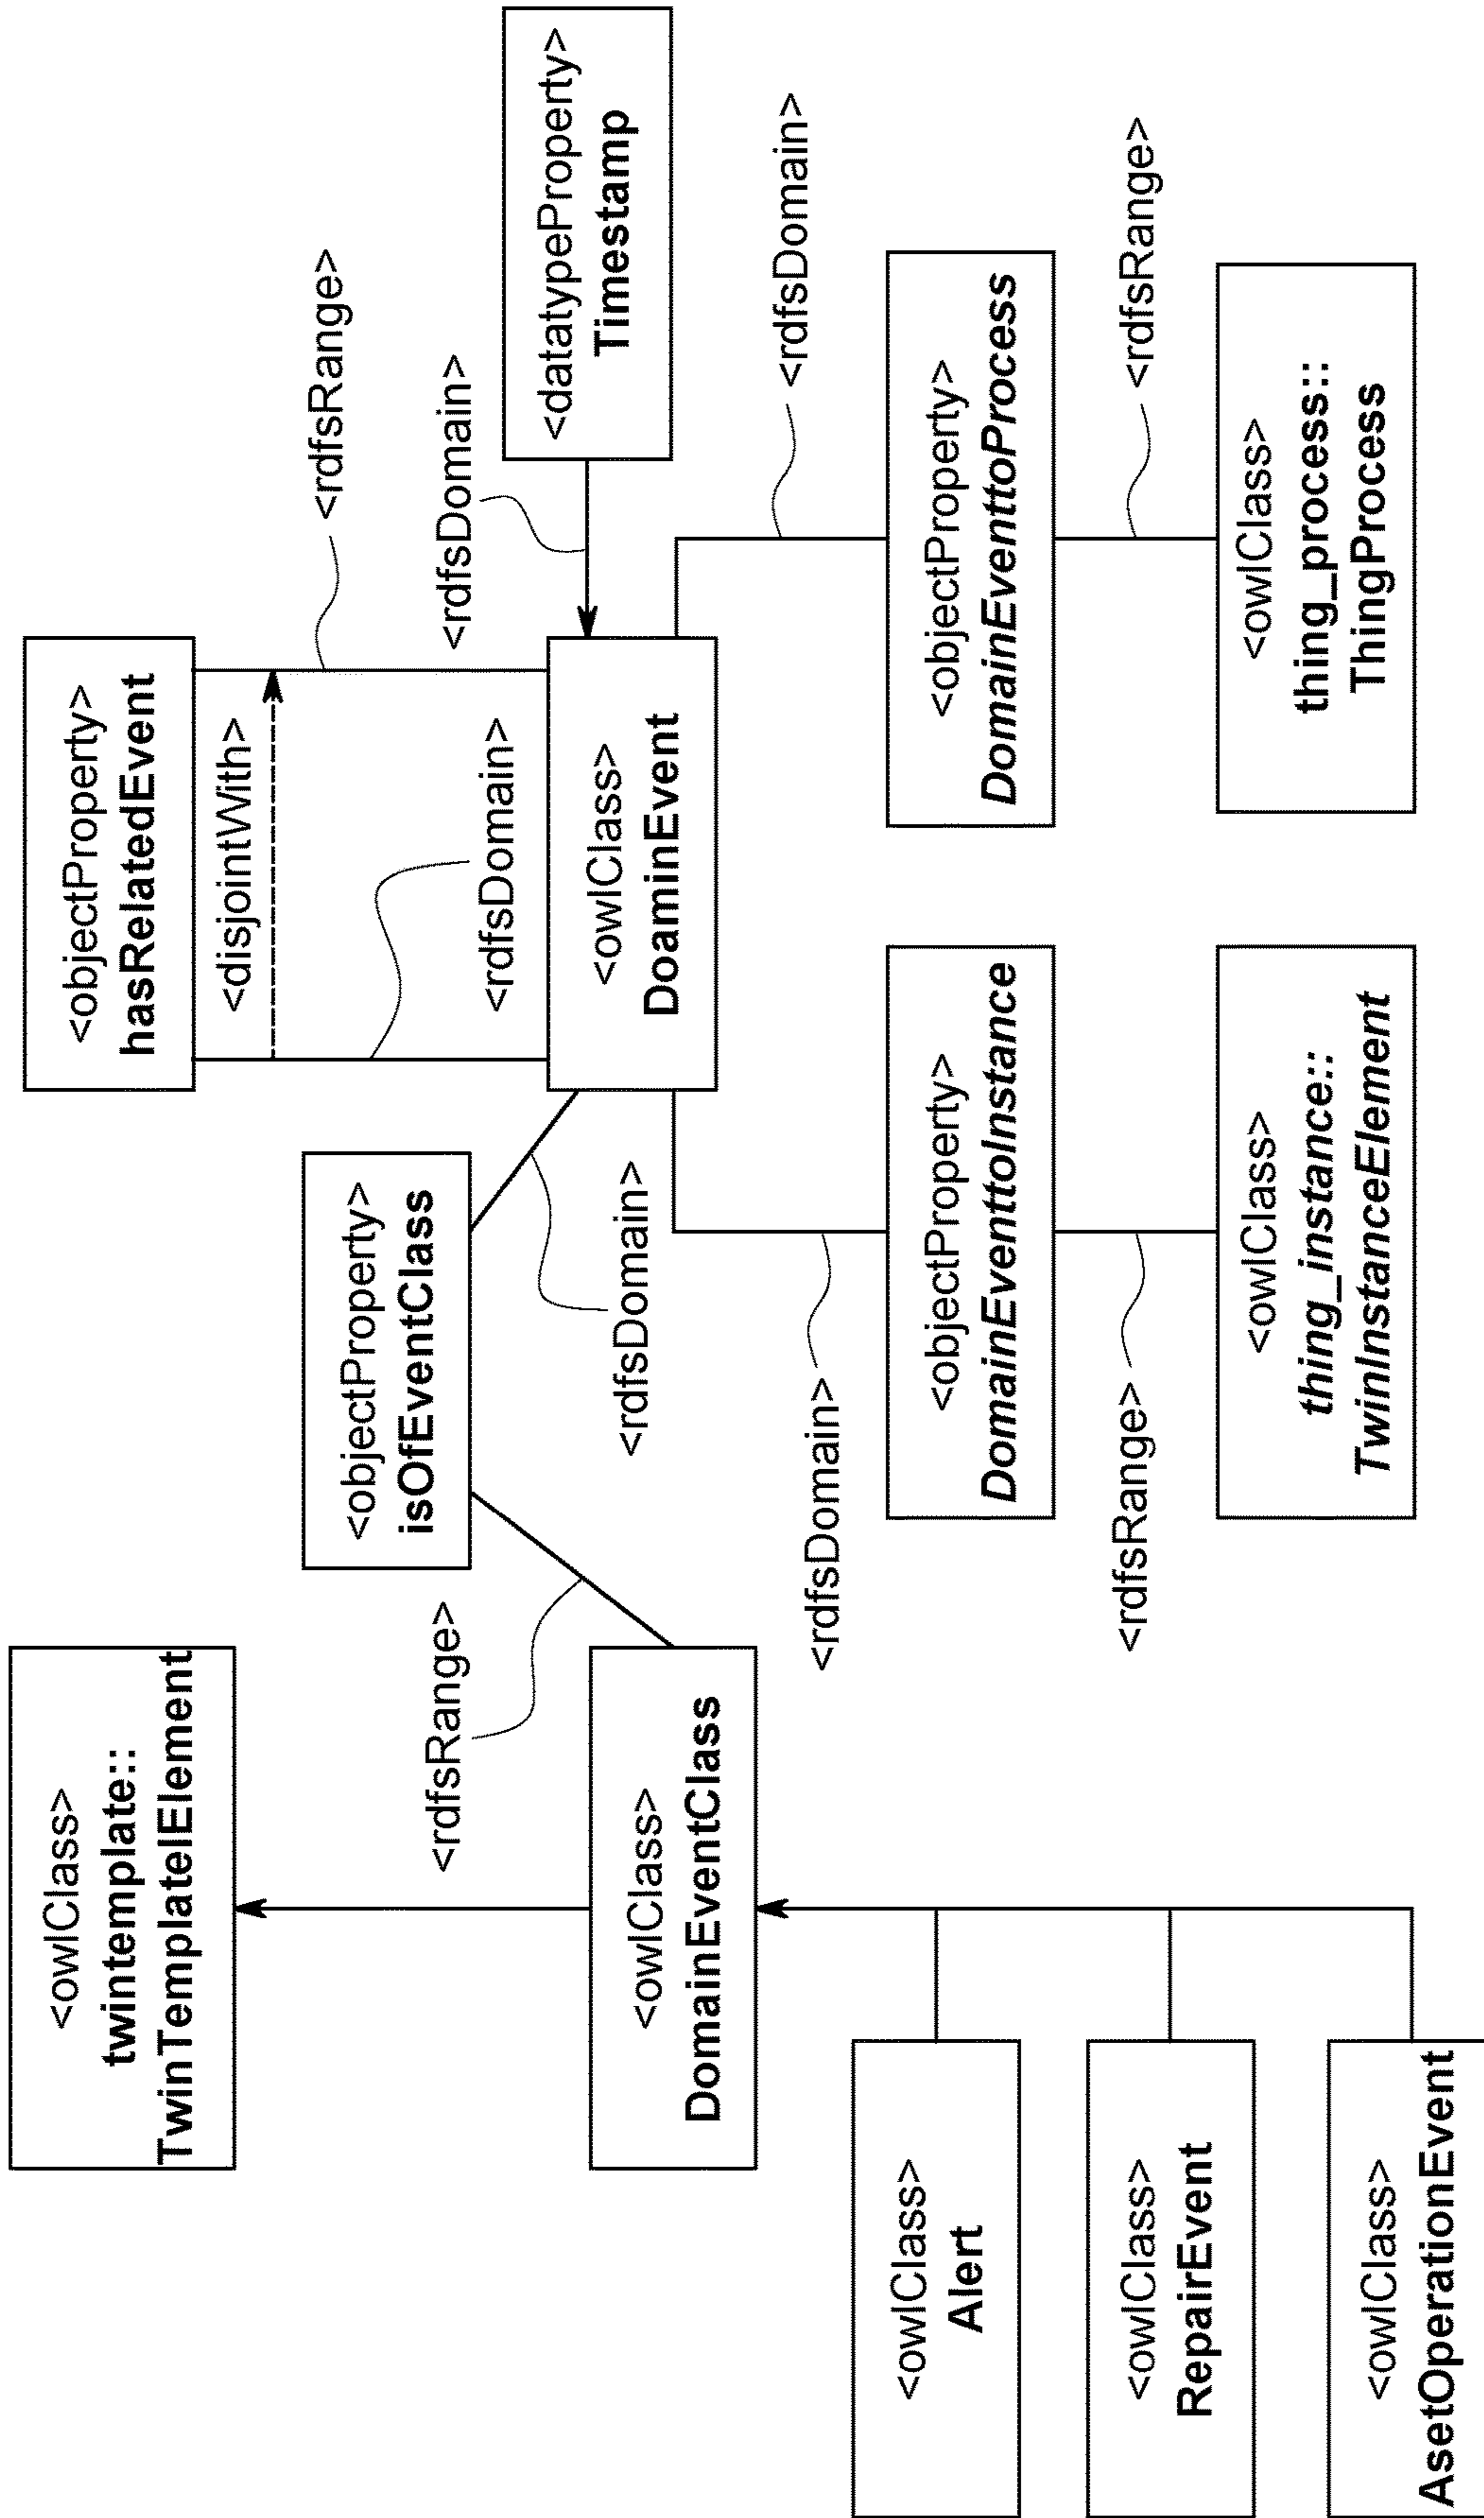 <owlClass>
twintemplate::
TwinTemplatelElement
<objectProperty>
hasRelatedEvent
<disjointWith>
<rdfsRange>
<objectProperty>
isOfEventClass
<rdfsRange>
<rdfsDomain>
<rdfsDomain>
<datatypeProperty>
Timestamp
<owlClass>
DomainEventClass
<rdfsDomain>
<owlClass>
DoaminEvent
<rdfsDomain>
<rdfsDomain>
<owlClass>
Alert
<objectProperty>
DomainEventtoInstance
<objectProperty>
DomainEventtoProcess
<rdfsRange>
<rdfsRange>
<owlClass>
RepairEvent
<owlClass>
thing_instance::
TwinInstanceElement
<owlClass>
thing_process::
ThingProcess
<owlClass>
AsetOperationEvent